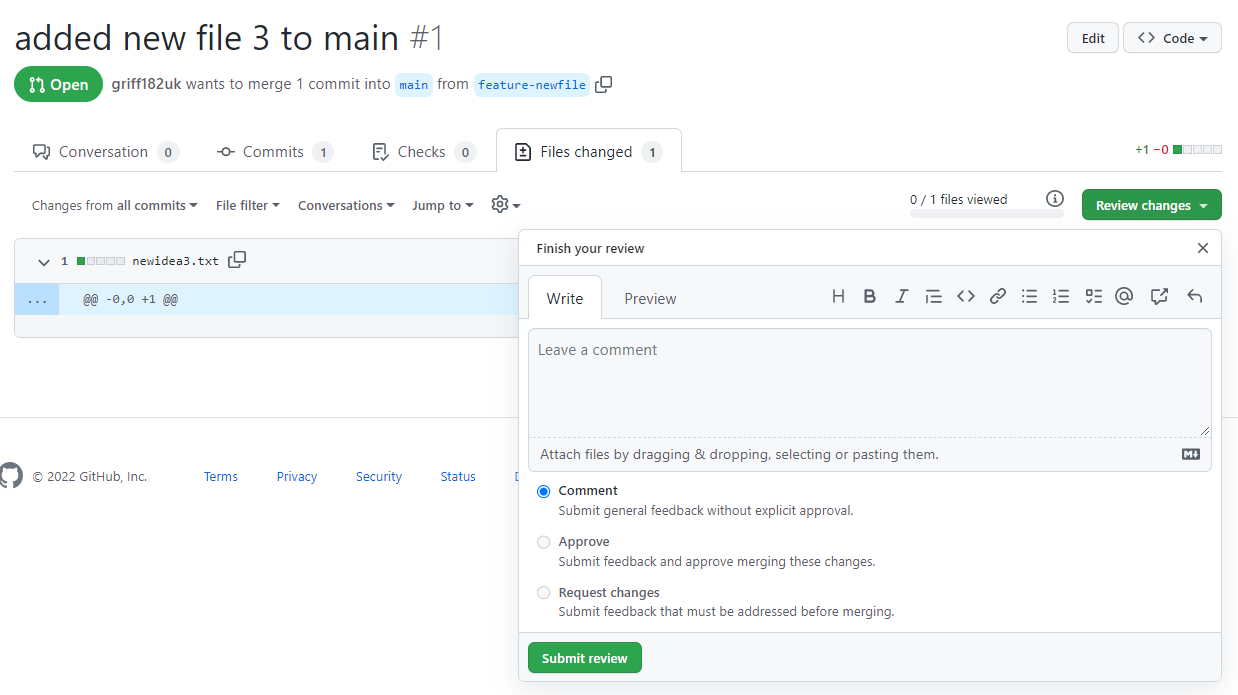 added new file 3 to main #1
Edit
<> Code
Open griff182uk wants to merge 1 commit into main from feature-newfile
Conversation 0 Commits 1 Checks 0 Files changed 1
+1 −0
Changes from all commits File filter Conversations Jump to
0 / 1 files viewed
Review changes
1 newidea3.txt
... @@ -0,0 +1 @@
Finish your review
Write Preview
Leave a comment
Attach files by dragging & dropping, selecting or pasting them.
Comment
Submit general feedback without explicit approval.
Approve
Submit feedback and approve merging these changes.
Request changes
Submit feedback that must be addressed before merging.
Submit review
© 2022 GitHub, Inc. Terms Privacy Security Status